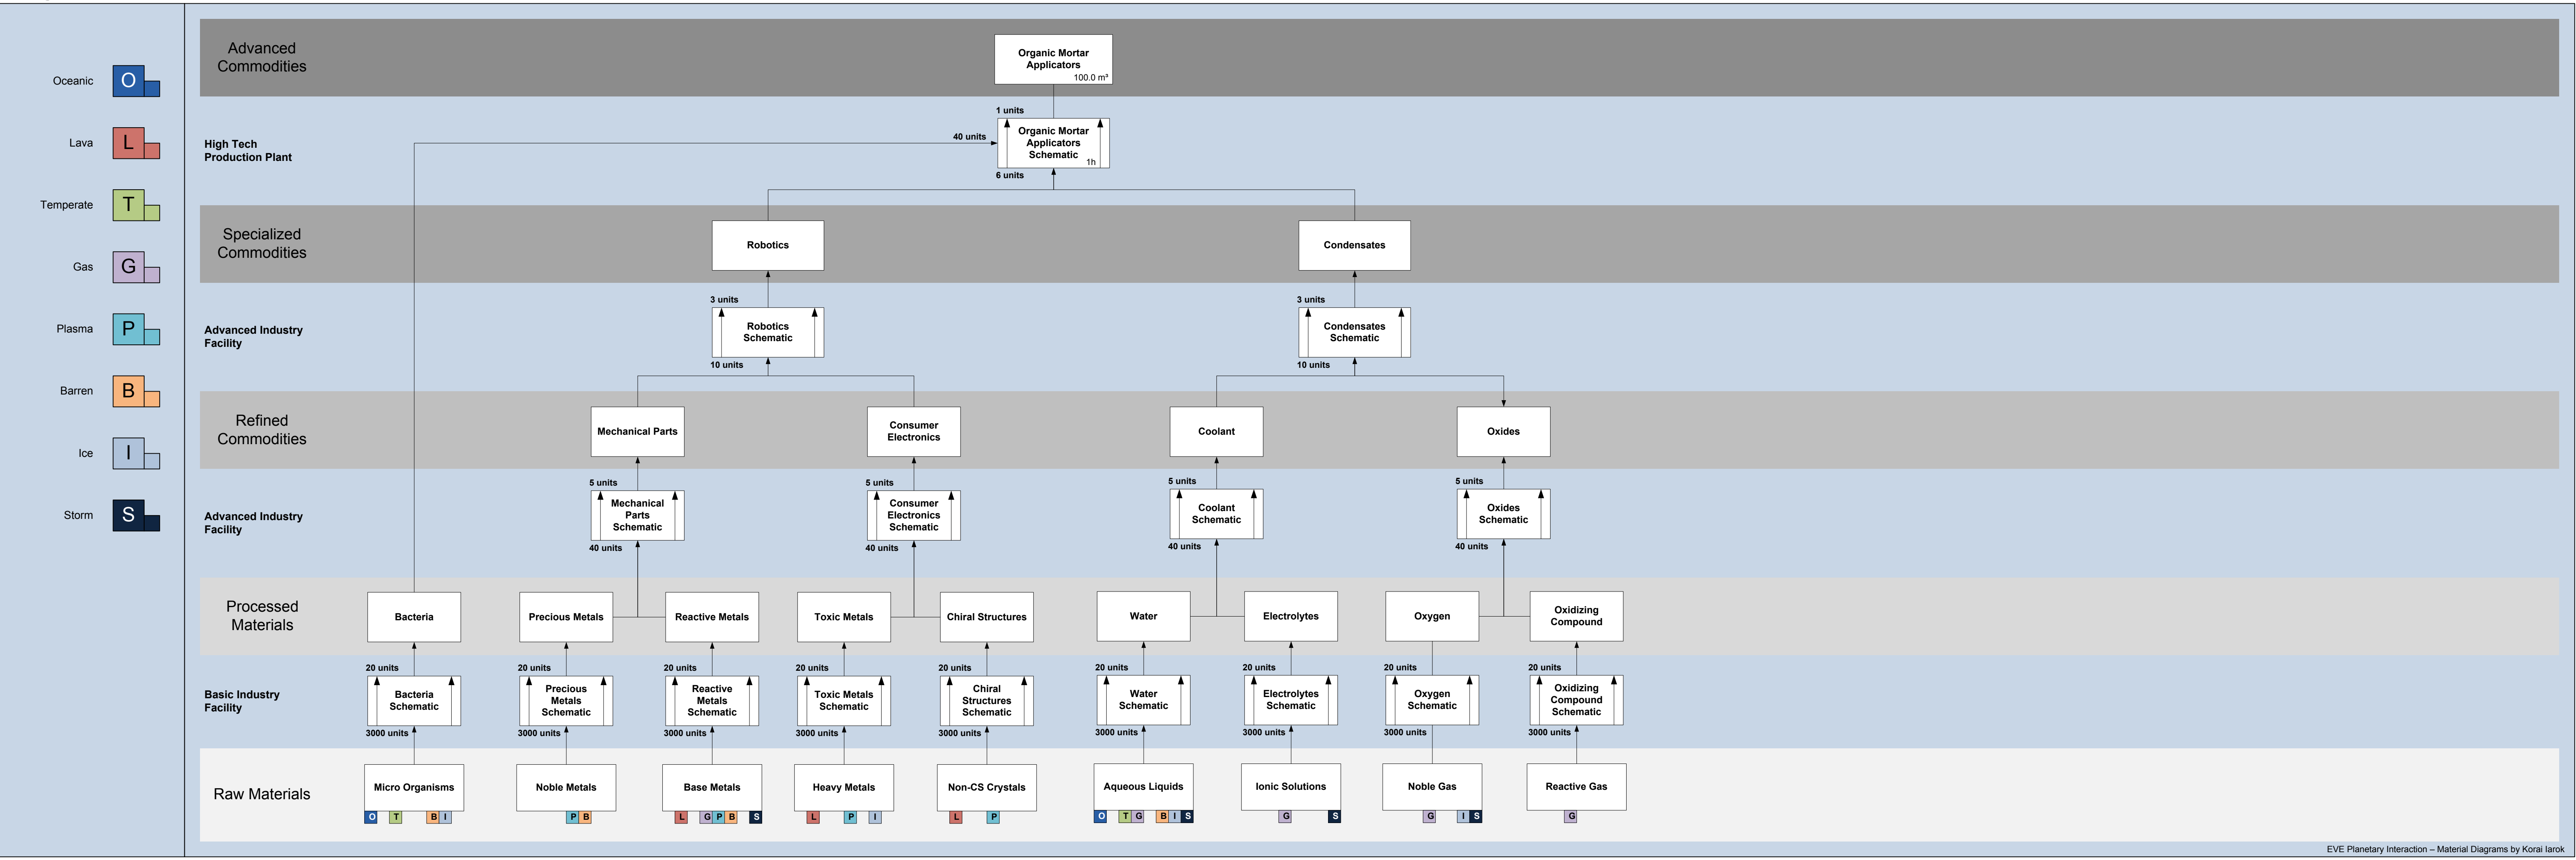 Oceanic
O
Lava
L
Temperate
T
Gas
G
Plasma
P
Barren
B
Ice
I
Storm
S
Advanced
Commodities
Organic Mortar
Applicators
100.0 m³
High Tech
Production Plant
1 units
40 units
Organic Mortar
Applicators
Schematic
1h
6 units
Specialized
Commodities
Robotics
Condensates
Advanced Industry
Facility
3 units
Robotics
Schematic
10 units
3 units
Condensates
Schematic
10 units
Refined
Commodities
Mechanical Parts
Consumer
Electronics
Coolant
Oxides
Advanced Industry
Facility
5 units
Mechanical
Parts
Schematic
40 units
5 units
Consumer
Electronics
Schematic
40 units
5 units
Coolant
Schematic
40 units
5 units
Oxides
Schematic
40 units
Processed
Materials
Bacteria
Precious Metals
Reactive Metals
Toxic Metals
Chiral Structures
Water
Electrolytes
Oxygen
Oxidizing
Compound
Basic Industry
Facility
20 units
Bacteria
Schematic
3000 units
20 units
Precious
Metals
Schematic
3000 units
20 units
Reactive
Metals
Schematic
3000 units
20 units
Toxic Metals
Schematic
3000 units
20 units
Chiral
Structures
Schematic
3000 units
20 units
Water
Schematic
3000 units
20 units
Electrolytes
Schematic
3000 units
20 units
Oxygen
Schematic
3000 units
20 units
Oxidizing
Compound
Schematic
3000 units
Raw Materials
Micro Organisms
O T B I
Noble Metals
P B
Base Metals
L G P B S
Heavy Metals
L P I
Non-CS Crystals
L P
Aqueous Liquids
O T G B I S
Ionic Solutions
G S
Noble Gas
G I S
Reactive Gas
G
EVE Planetary Interaction – Material Diagrams by Korai Iarok